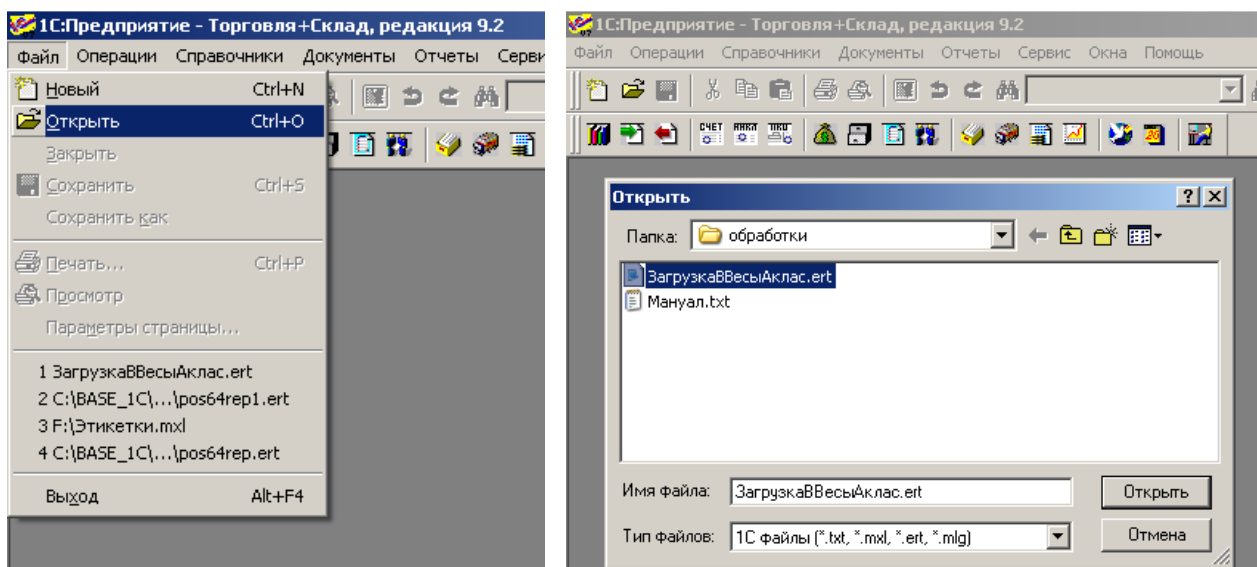 1С:Предприятие - Торговля+Склад, редакция 9.2
Файл Операции Справочники Документы Отчеты
Новый Ctrl+N
Открыть Ctrl+O
Закрыть
Сохранить Ctrl+S
Сохранить как
Печать... Ctrl+P
Просмотр
Параметры страницы...
1 ЗагрузкаВВесыАклас.ert
2 C:\BASE_1C\...\pos64rep1.ert
3 F:\Этикетки.mxl
4 C:\BASE_1C\...\pos64rep.ert
Выход Alt+F4
1С:Предприятие - Торговля+Склад, редакция 9.2
Файл Операции Справочники Документы Отчеты Сервис Окна Помощь
Открыть
Папка: обработки
ЗагрузкаВВесыАклас.ert
Мануал.txt
Имя файла: ЗагрузкаВВесыАклас.ert Открыть
Тип файлов: 1С файлы (*.txt, *.mxl, *.ert, *.mlg) Отмена